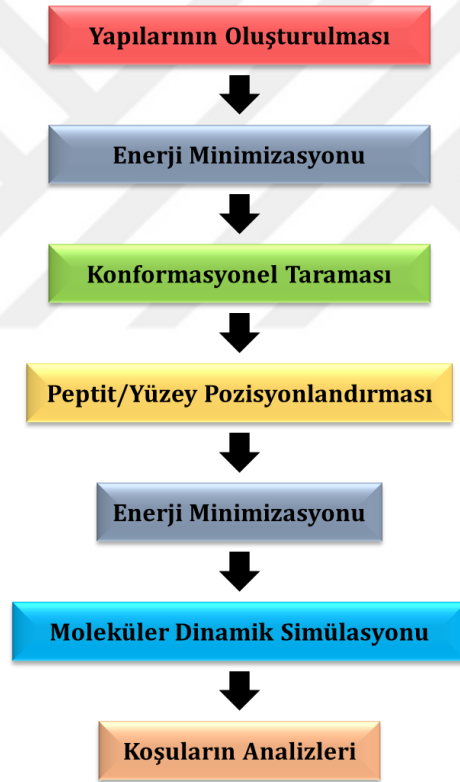 Yapılarının Oluşturulması
Enerji Minimizasyonu
Konformasyonel Taraması
Peptit/Yüzey Pozisyonlandırması
Enerji Minimizasyonu
Moleküler Dinamik Simülasyonu
Koşuların Analizleri